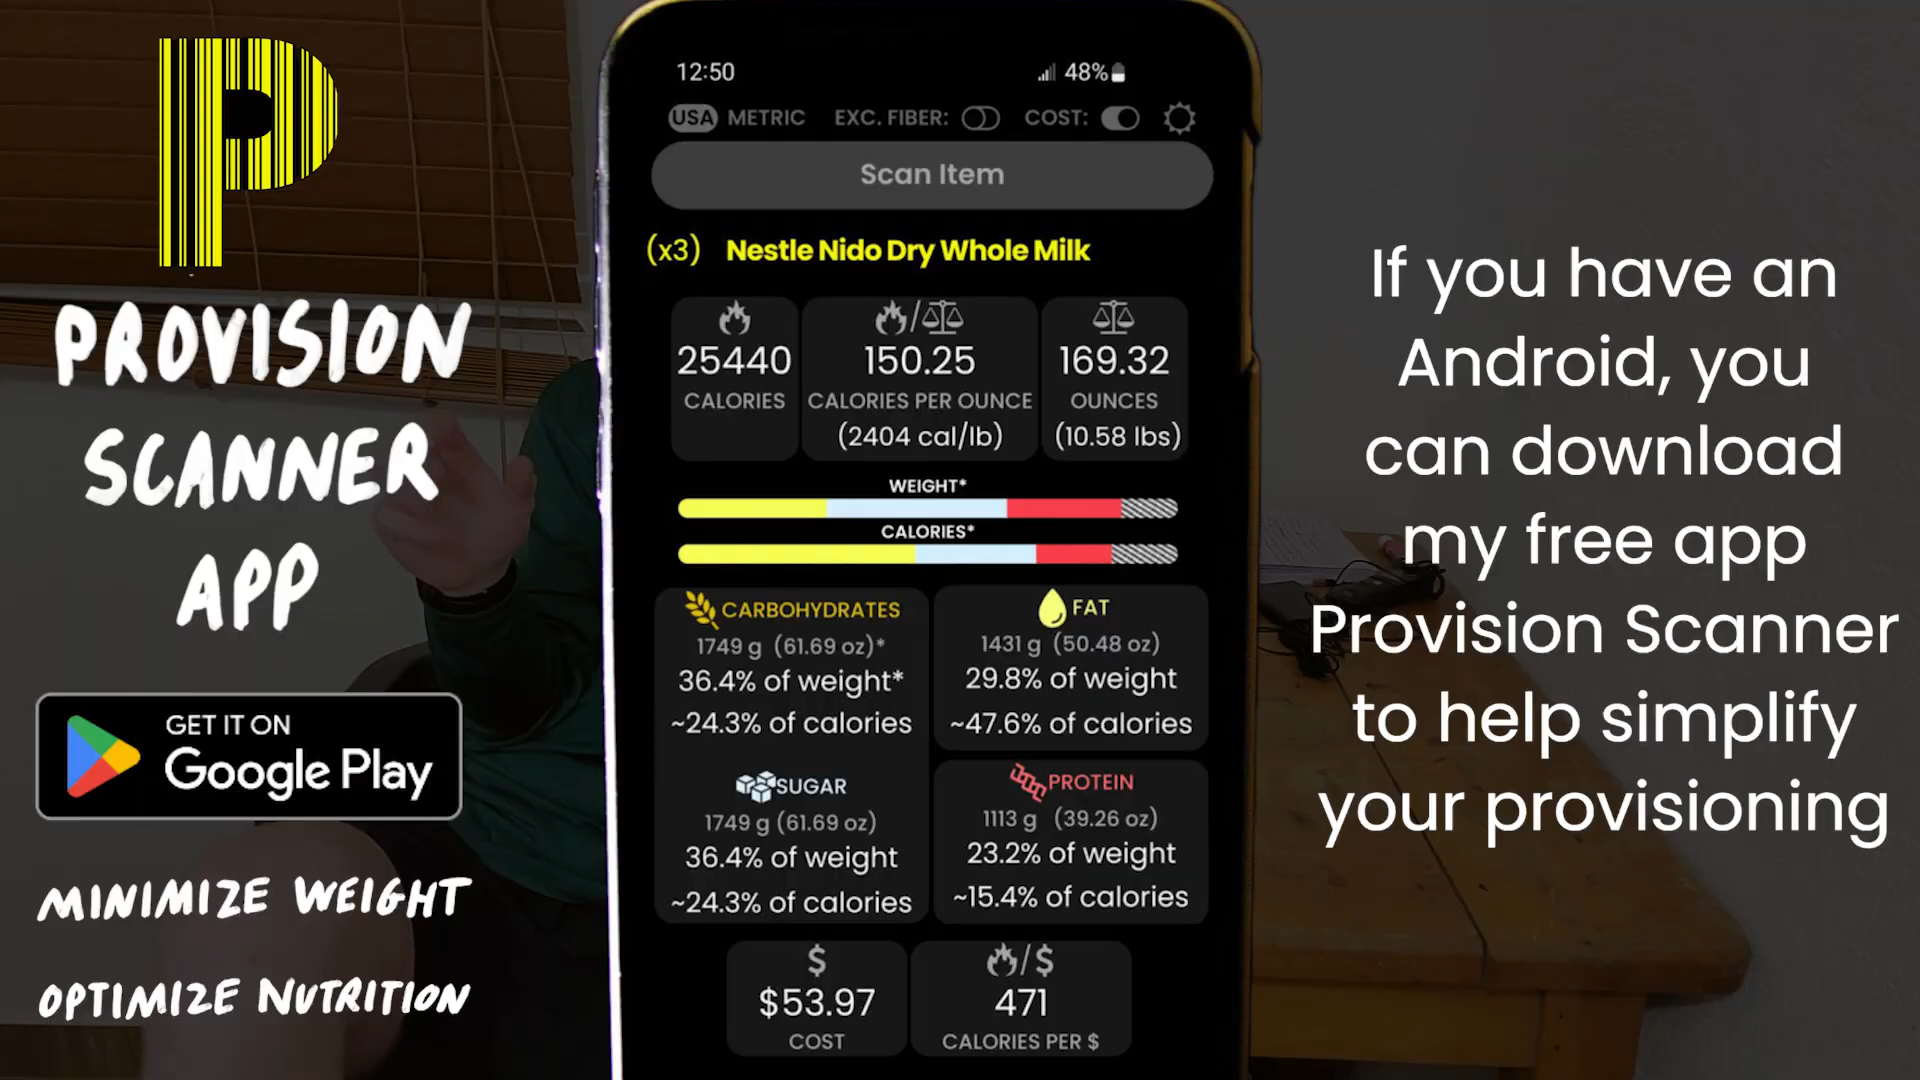 P
PROVISION
SCANNER
APP
GET IT ON
Google Play
MINIMIZE WEIGHT
OPTIMIZE NUTRITION
12:50
48%
USA METRIC EXC. FIBER: COST:
Scan Item
(x3) Nestle Nido Dry Whole Milk
25440
CALORIES
/
150.25
CALORIES PER OUNCE
(2404 cal/lb)
169.32
OUNCES
(10.58 lbs)
WEIGHT*
CALORIES*
CARBOHYDRATES
1749 g (61.69 oz)*
36.4% of weight*
~24.3% of calories
FAT
1431 g (50.48 oz)
29.8% of weight
~47.6% of calories
SUGAR
1749 g (61.69 oz)
36.4% of weight
~24.3% of calories
PROTEIN
1113 g (39.26 oz)
23.2% of weight
~15.4% of calories
$
$53.97
COST
/$
471
CALORIES PER $
If you have an
Android, you
can download
my free app
Provision Scanner
to help simplify
your provisioning